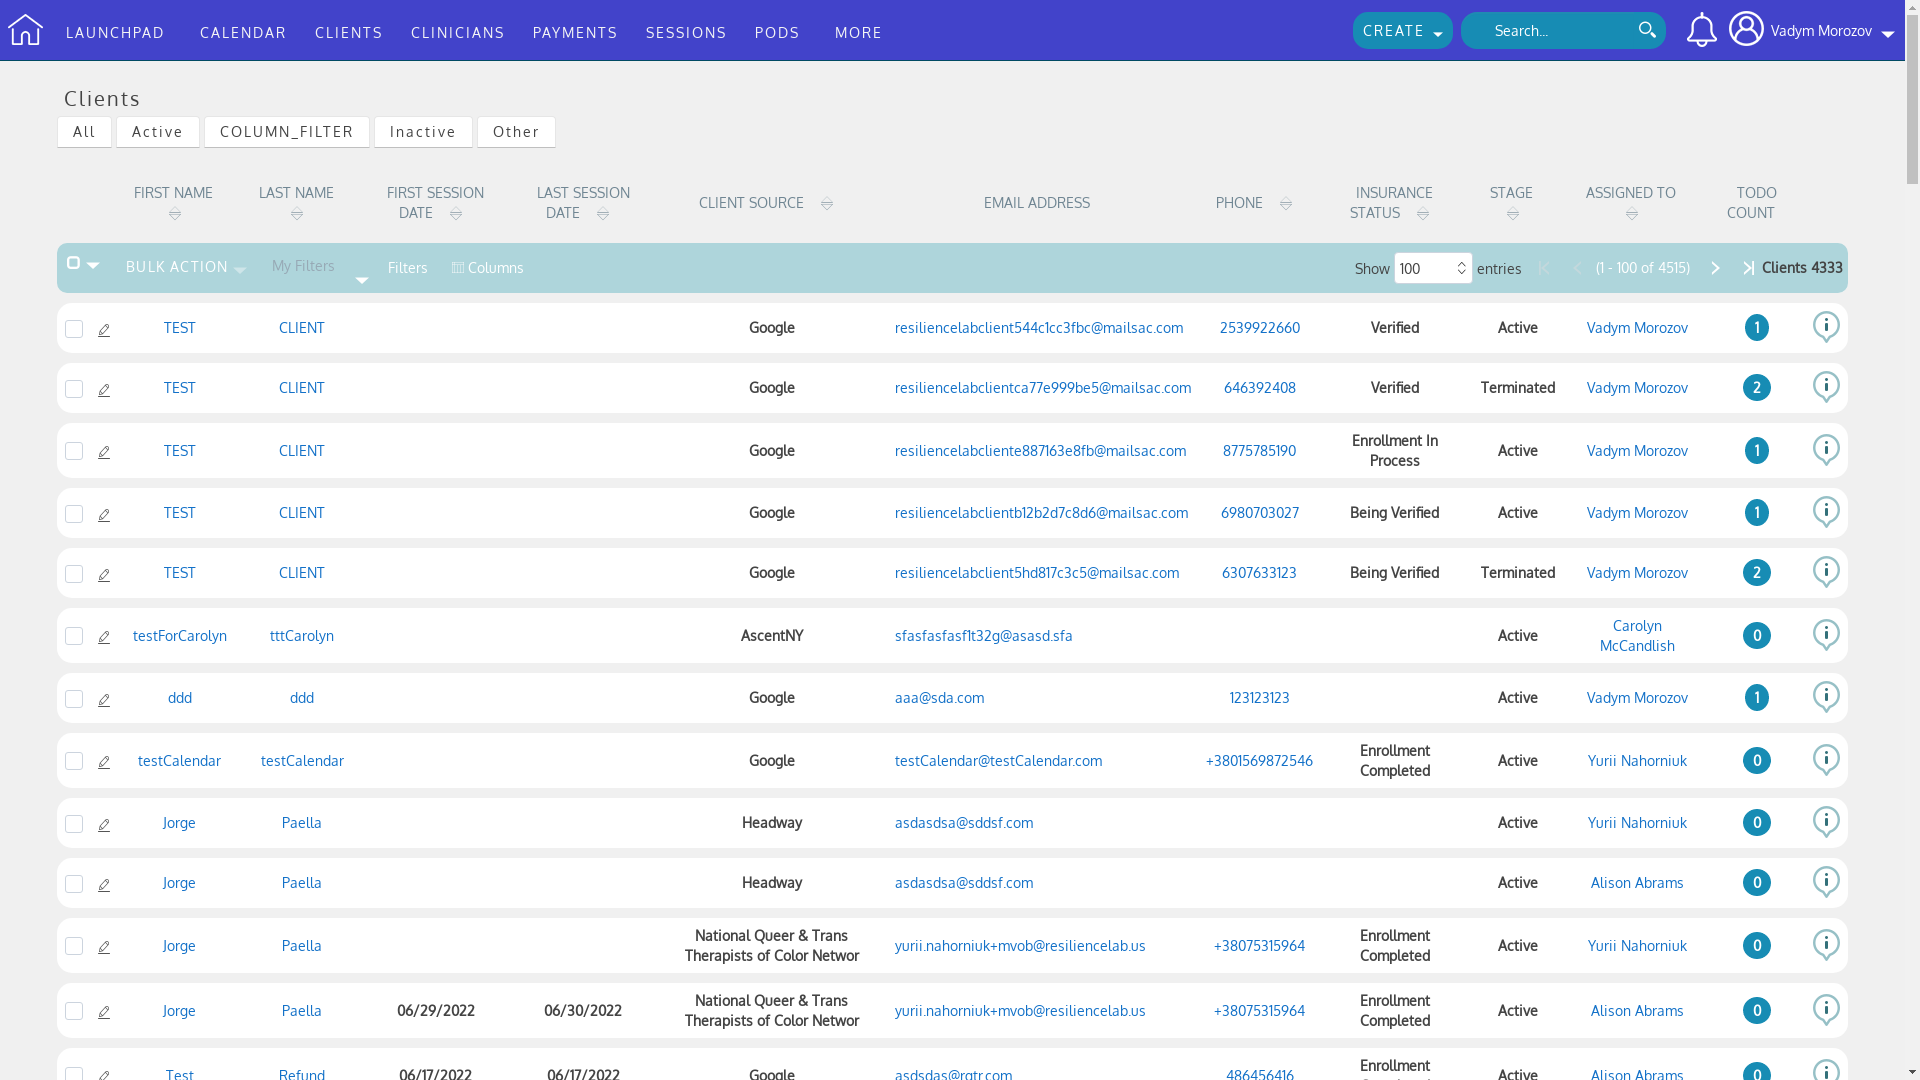 LAUNCHPAD CALENDAR CLIENTS CLINICIANS PAYMENTS SESSIONS PODS MORE CREATE Search... Vadym Morozov
Clients
All Active COLUMN_FILTER Inactive Other
FIRST NAME LAST NAME FIRST SESSION DATE LAST SESSION DATE CLIENT SOURCE EMAIL ADDRESS PHONE INSURANCE STATUS STAGE ASSIGNED TO TODO COUNT
BULK ACTION My Filters Filters Columns Show 100 entries (1 - 100 of 4515) Clients 4333
TEST CLIENT Google resiliencelabclient544c1cc3fbc@mailsac.com 2539922660 Verified Active Vadym Morozov 1
TEST CLIENT Google resiliencelabclientca77e999be5@mailsac.com 646392408 Verified Terminated Vadym Morozov 2
TEST CLIENT Google resiliencelabcliente887163e8fb@mailsac.com 8775785190 Enrollment In Process Active Vadym Morozov 1
TEST CLIENT Google resiliencelabclientb12b2d7c8d6@mailsac.com 6980703027 Being Verified Active Vadym Morozov 1
TEST CLIENT Google resiliencelabclient5hd817c3c5@mailsac.com 6307633123 Being Verified Terminated Vadym Morozov 2
testForCarolyn tttCarolyn AscentNY sfasfasfasf1t32g@asasd.sfa Active Carolyn McCandlish 0
ddd ddd Google aaa@sda.com 123123123 Active Vadym Morozov 1
testCalendar testCalendar Google testCalendar@testCalendar.com +3801569872546 Enrollment Completed Active Yurii Nahorniuk 0
Jorge Paella Headway asdasdsa@sddsf.com Active Yurii Nahorniuk 0
Jorge Paella Headway asdasdsa@sddsf.com Active Alison Abrams 0
Jorge Paella National Queer & Trans Therapists of Color Networ yurii.nahorniuk+mvob@resiliencelab.us +38075315964 Enrollment Completed Active Yurii Nahorniuk 0
Jorge Paella 06/29/2022 06/30/2022 National Queer & Trans Therapists of Color Networ yurii.nahorniuk+mvob@resiliencelab.us +38075315964 Enrollment Completed Active Alison Abrams 0
Test Refund 06/17/2022 06/17/2022 Google asdsdas@rgtr.com 486456416 Enrollment Active Alison Abrams 0